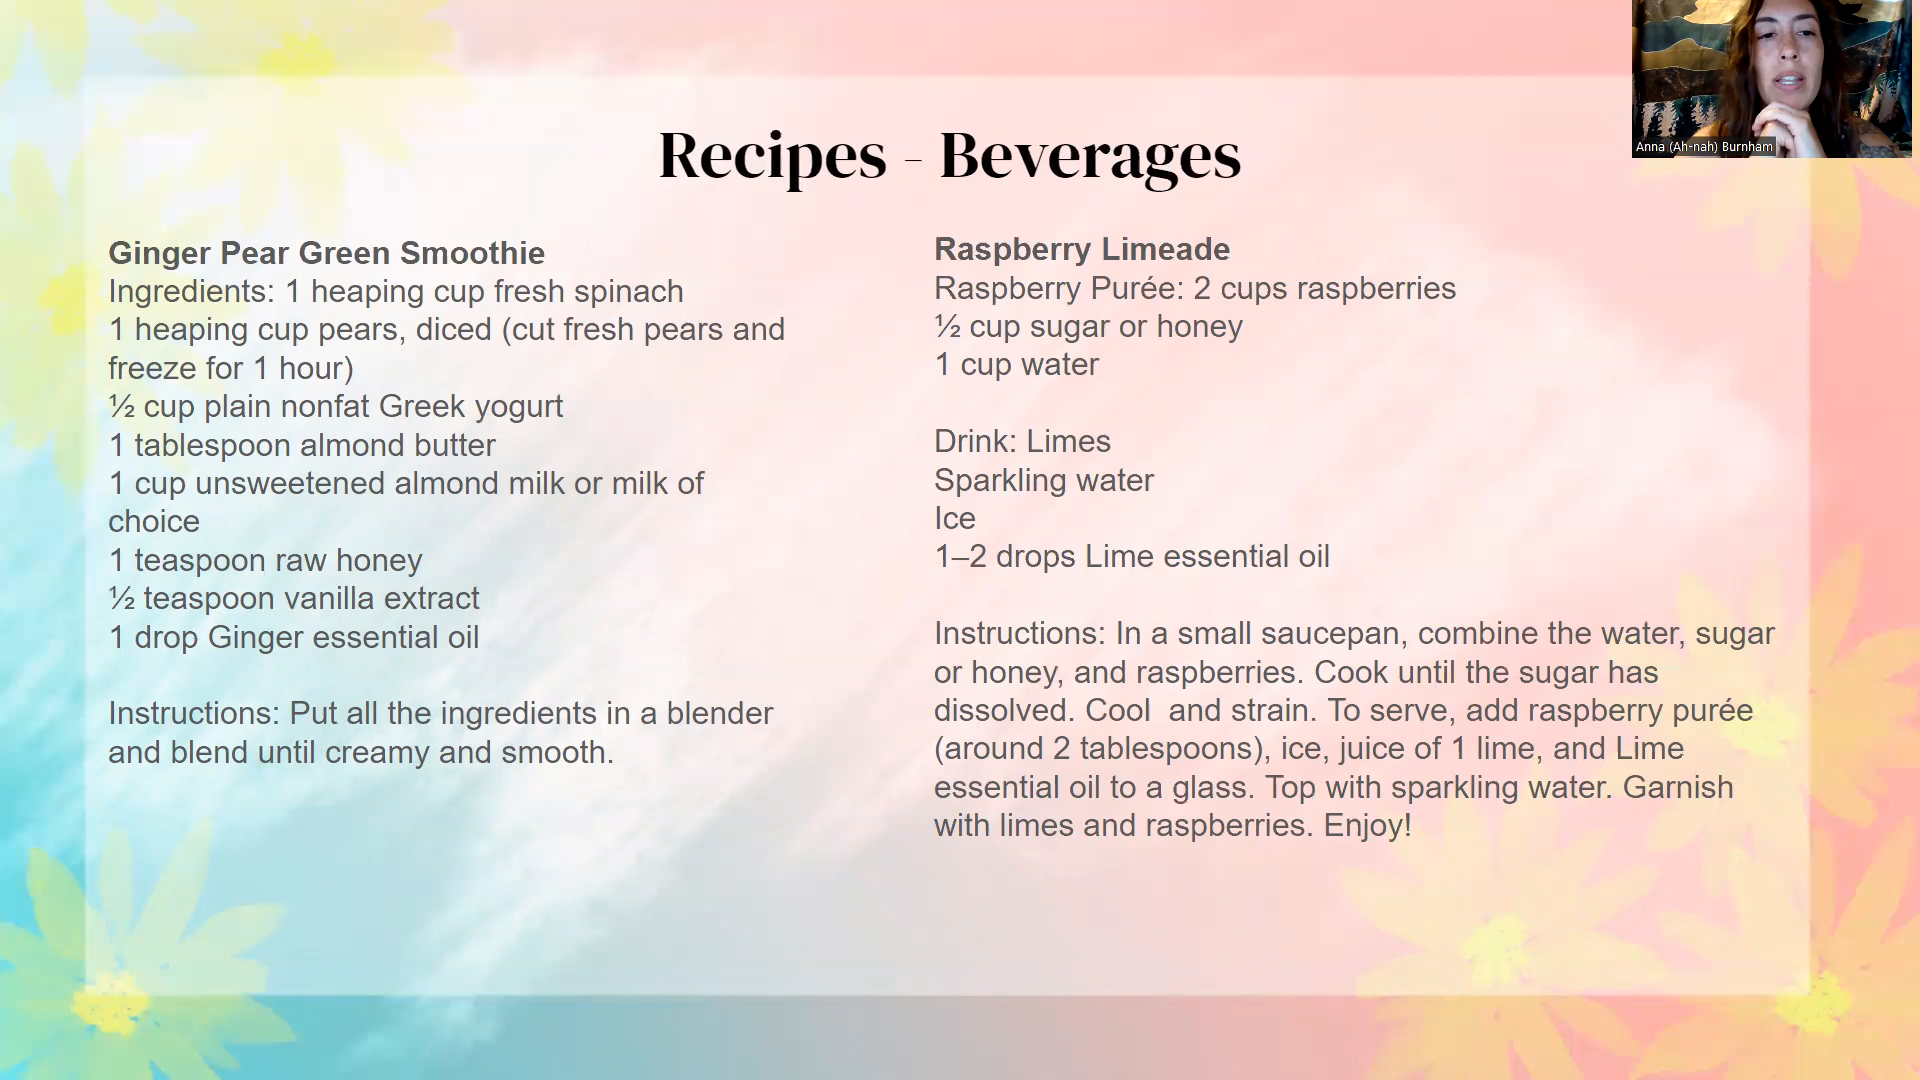 Recipes - Beverages
Anna (Ah-nah) Burnham
Ginger Pear Green Smoothie
Ingredients: 1 heaping cup fresh spinach
1 heaping cup pears, diced (cut fresh pears and
freeze for 1 hour)
½ cup plain nonfat Greek yogurt
1 tablespoon almond butter
1 cup unsweetened almond milk or milk of
choice
1 teaspoon raw honey
½ teaspoon vanilla extract
1 drop Ginger essential oil
Instructions: Put all the ingredients in a blender
and blend until creamy and smooth.
Raspberry Limeade
Raspberry Purée: 2 cups raspberries
½ cup sugar or honey
1 cup water
Drink: Limes
Sparkling water
Ice
1–2 drops Lime essential oil
Instructions: In a small saucepan, combine the water, sugar
or honey, and raspberries. Cook until the sugar has
dissolved. Cool  and strain. To serve, add raspberry purée
(around 2 tablespoons), ice, juice of 1 lime, and Lime
essential oil to a glass. Top with sparkling water. Garnish
with limes and raspberries. Enjoy!